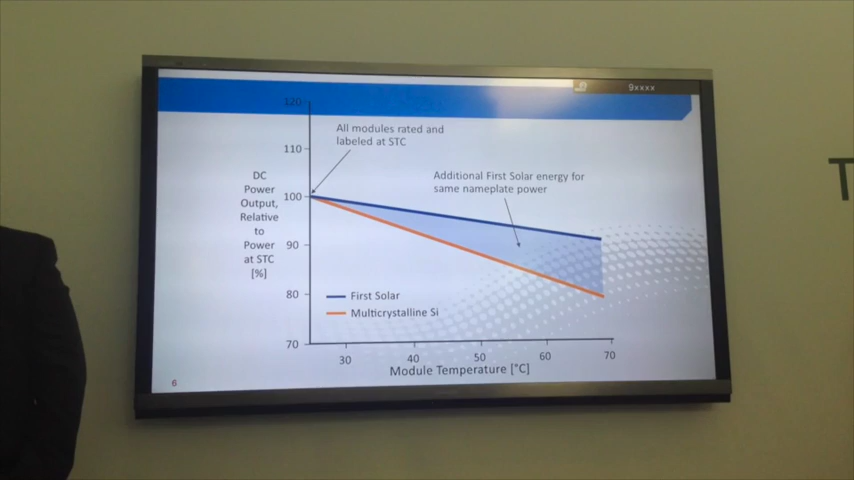 9xxxx
120
All modules rated and
labeled at STC
110
Additional First Solar energy for
same nameplate power
DC
Power
Output,
Relative
to
Power
at STC
[%]
100
90
80
70
First Solar
Multicrystalline Si
30 40 50 60 70
Module Temperature [°C]
6
T